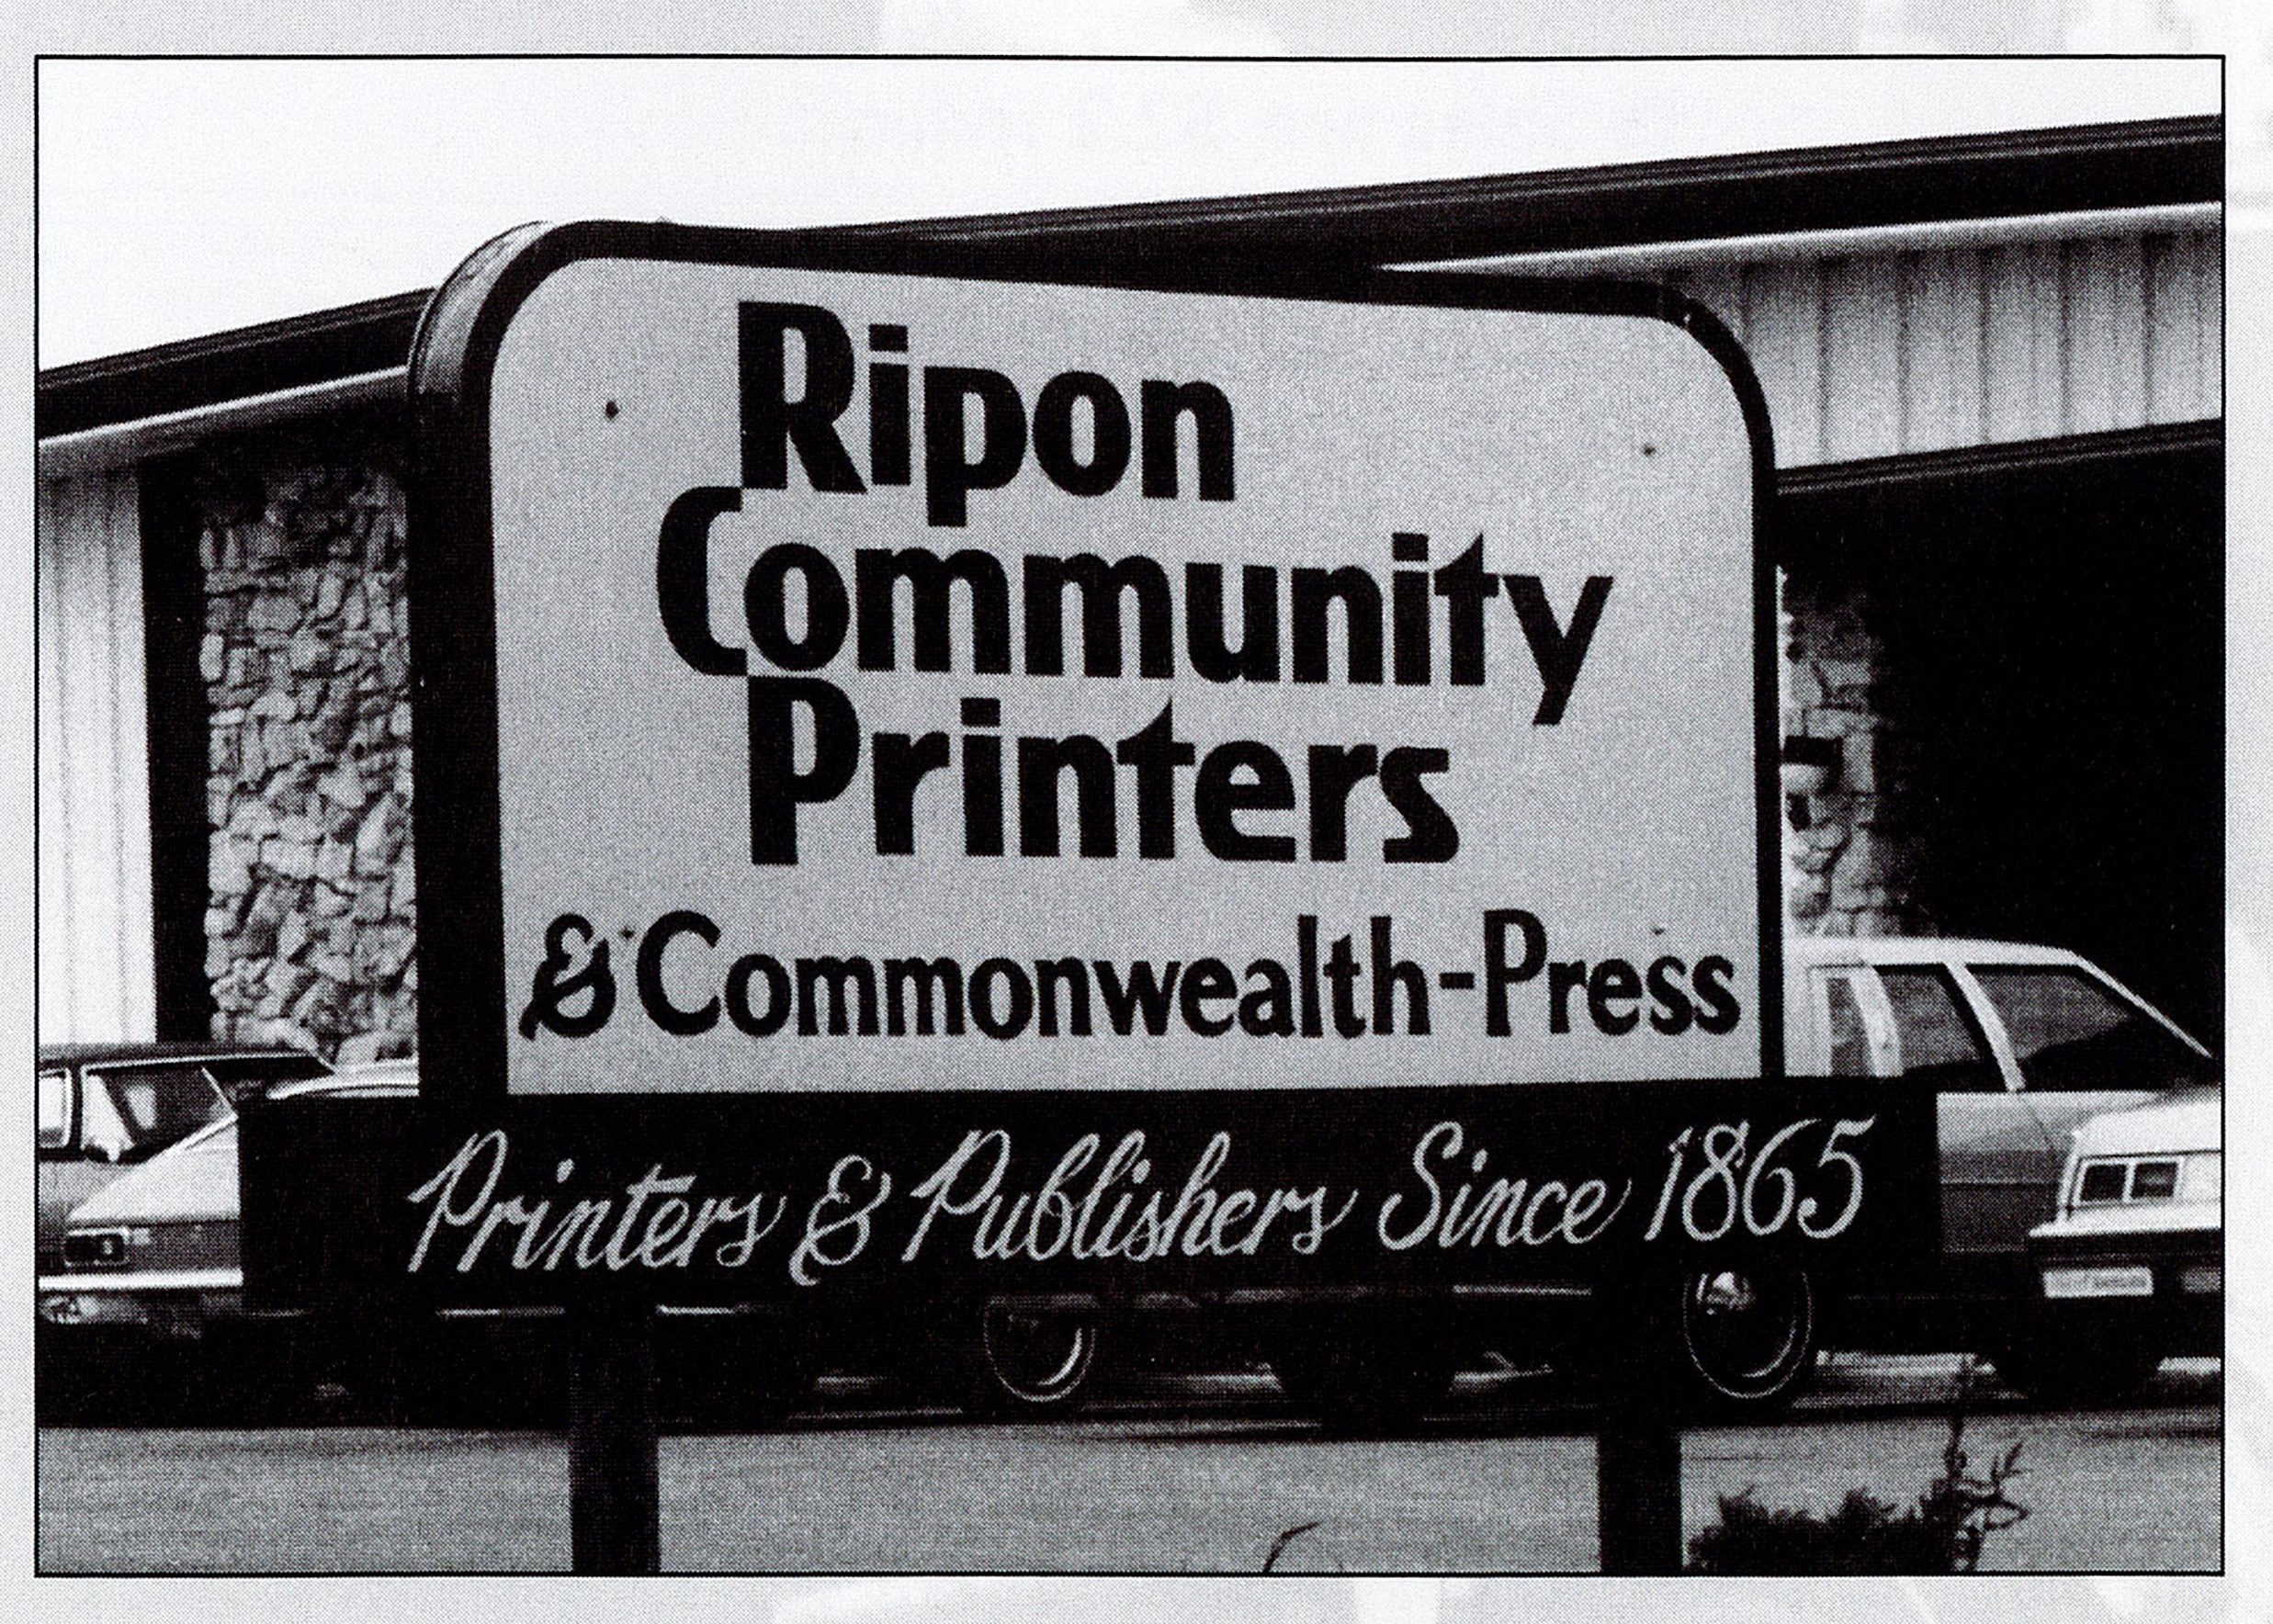 Ripon
Community
Printers
& Commonwealth-Press
Printers & Publishers Since 1865